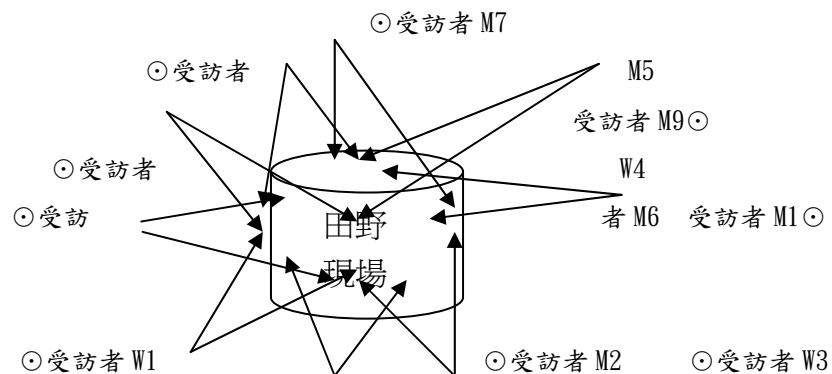 ⊙受訪者 M7
⊙受訪者
M5
受訪者 M9⊙
⊙受訪者
W4
⊙受訪
田野
者 M6
受訪者 M1⊙
現場
⊙受訪者 W1
⊙受訪者 M2
⊙受訪者 W3